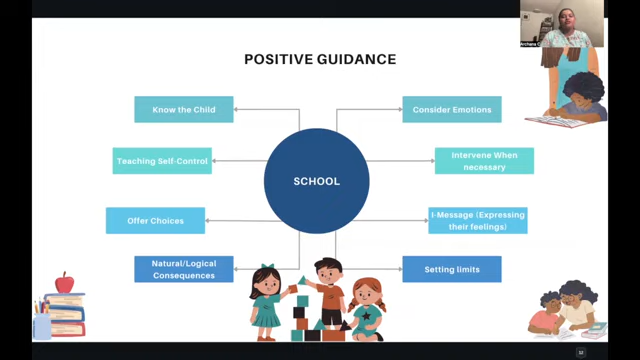 POSITIVE GUIDANCE
Know the Child
Consider Emotions
Teaching Self-Control
Intervene When
necessary
SCHOOL
Offer Choices
I-Message (Expressing
their feelings)
Natural/Logical
Consequences
Setting limits
12